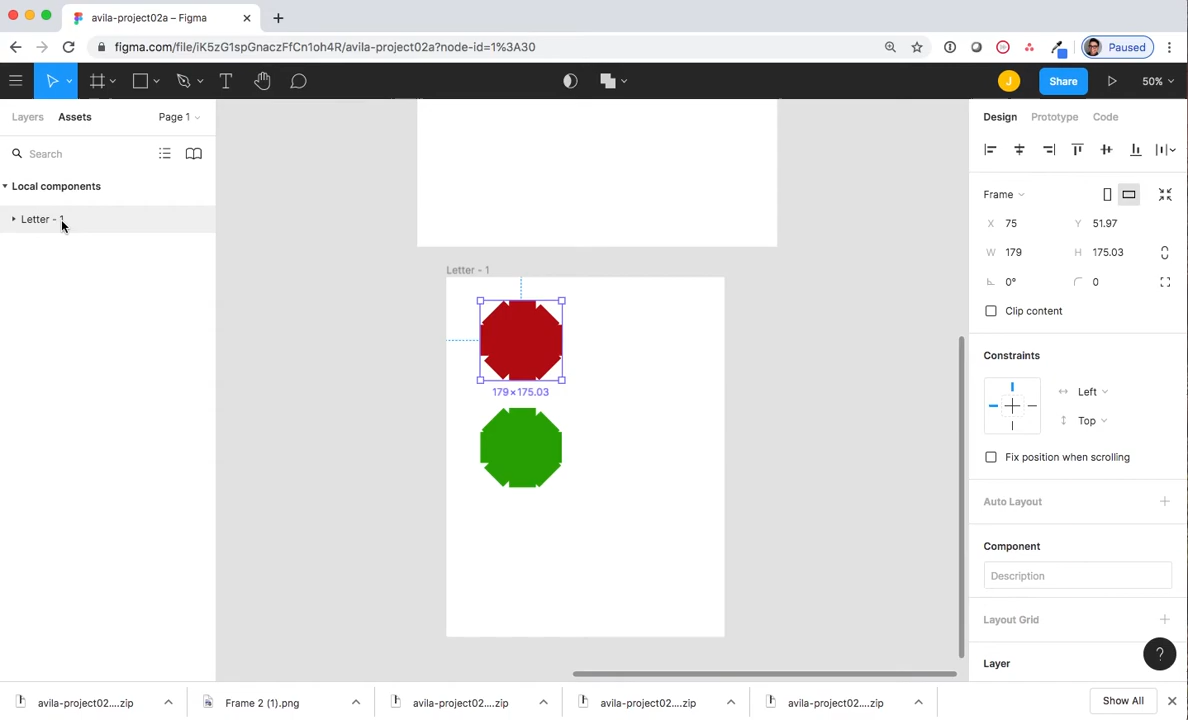 avila-project02a – Figma
figma.com/file/iK5zG1spGnaczFfCn1oh4R/avila-project02a?node-id=1%3A30
Paused
J
Share
50%
Layers
Assets
Page 1
Search
Local components
Letter - 1
Letter - 1
179×175.03
Design
Prototype
Code
Frame
X 75
Y 51.97
W 179
H 175.03
0°
0
Clip content
Constraints
Left
Top
Fix position when scrolling
Auto Layout
Component
Description
Layout Grid
Layer
?
avila-project02....zip
Frame 2 (1).png
avila-project02....zip
avila-project02....zip
avila-project02....zip
Show All